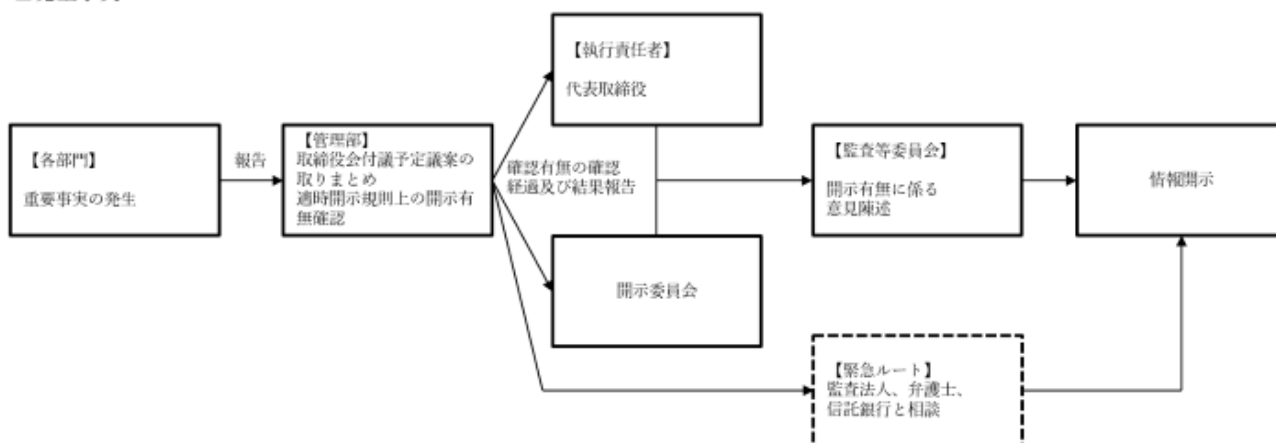 【各部門】
重要事実の発生
報告
【管理部】
取締役会付議予定議案の
取りまとめ
適時開示規則上の開示有
無確認
【執行責任者】
代表取締役
確認有無の確認
経過及び結果報告
開示委員会
【監査等委員会】
開示有無に係る
意見陳述
情報開示
【緊急ルート】
監査法人、弁護士、
信託銀行と相談